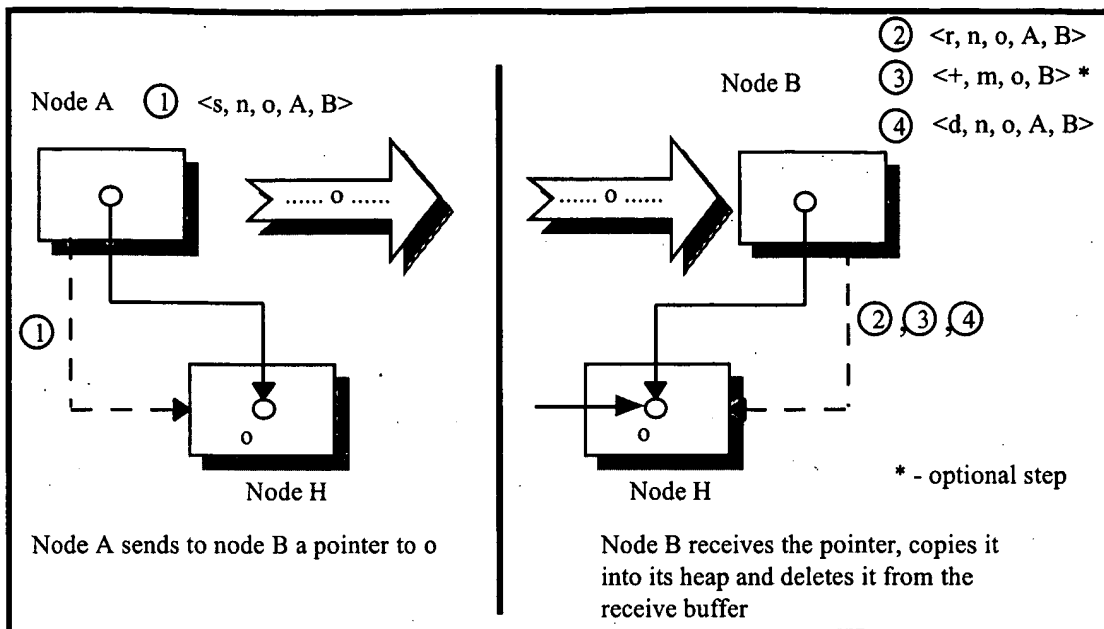 Node A ① <s, n, o, A, B>
...... o ......
①
o
Node H
Node A sends to node B a pointer to o
② <r, n, o, A, B>
③ <+, m, o, B> *
④ <d, n, o, A, B>
Node B
...... o ......
②,③,④
o
Node H
* - optional step
Node B receives the pointer, copies it
into its heap and deletes it from the
receive buffer